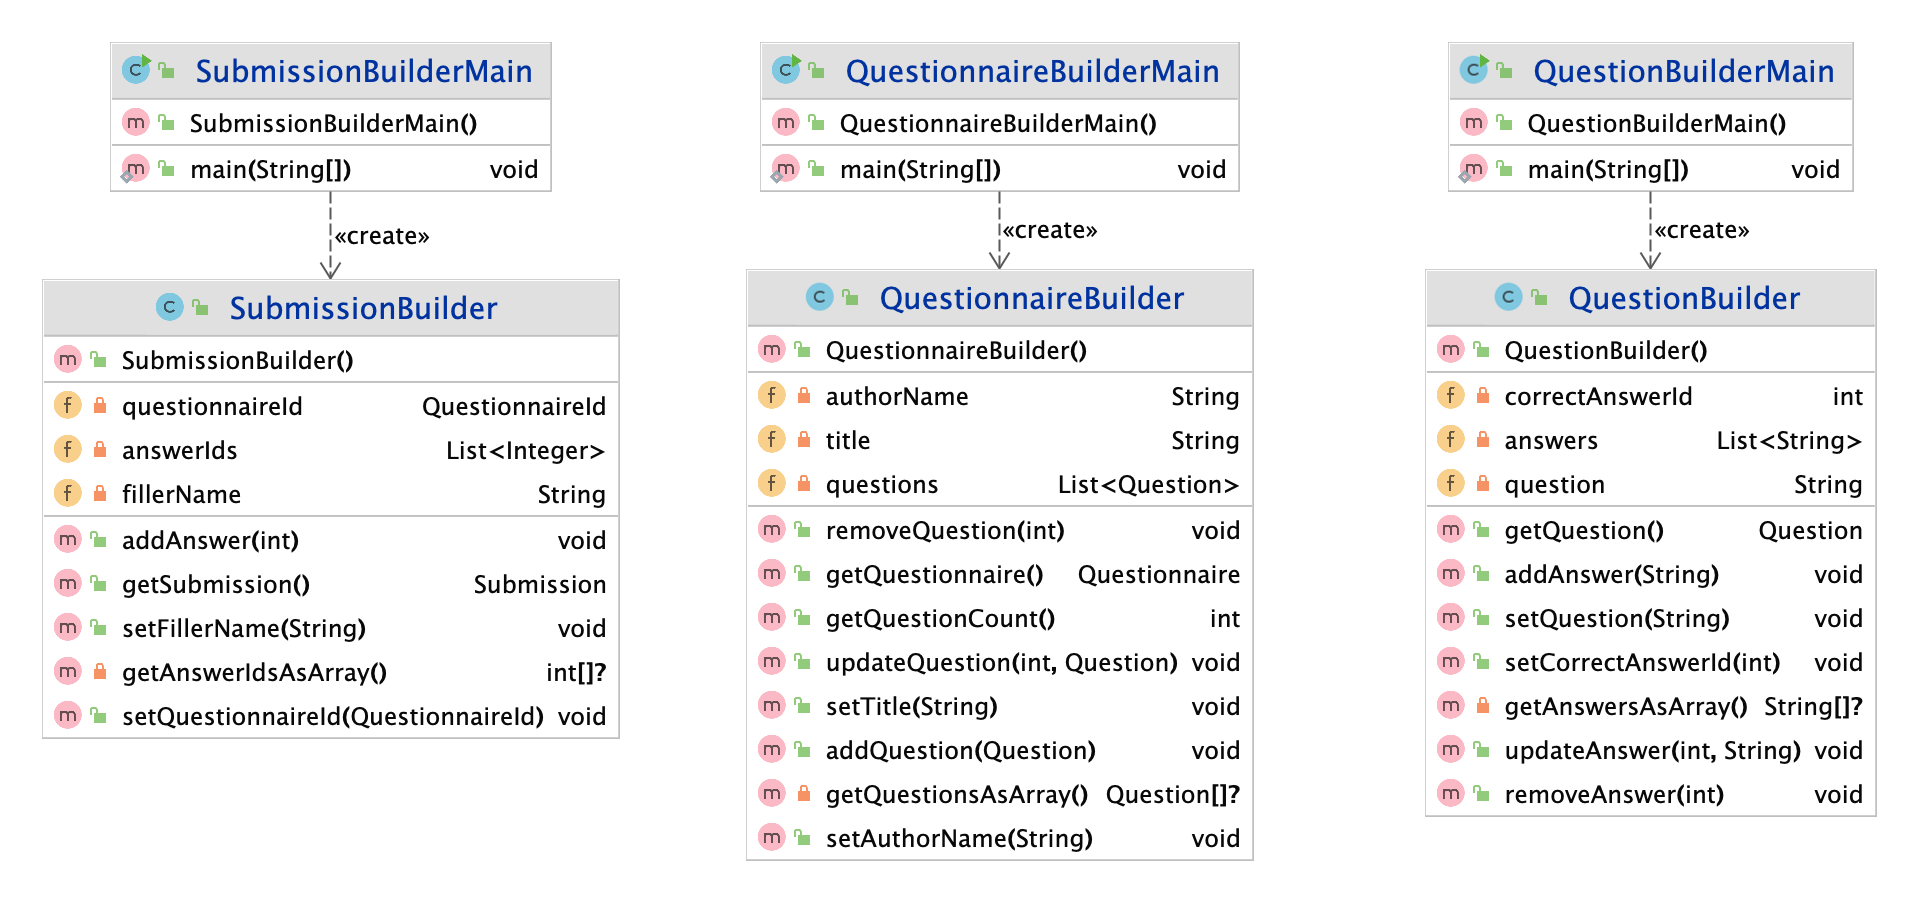 SubmissionBuilderMain
SubmissionBuilderMain()
main(String[]) void
«create»
SubmissionBuilder
SubmissionBuilder()
questionnaireId QuestionnaireId
answerIds List<Integer>
fillerName String
addAnswer(int) void
getSubmission() Submission
setFillerName(String) void
getAnswerIdsAsArray() int[]?
setQuestionnaireId(QuestionnaireId) void
QuestionnaireBuilderMain
QuestionnaireBuilderMain()
main(String[]) void
«create»
QuestionnaireBuilder
QuestionnaireBuilder()
authorName String
title String
questions List<Question>
removeQuestion(int) void
getQuestionnaire() Questionnaire
getQuestionCount() int
updateQuestion(int, Question) void
setTitle(String) void
addQuestion(Question) void
getQuestionsAsArray() Question[]?
setAuthorName(String) void
QuestionBuilderMain
QuestionBuilderMain()
main(String[]) void
«create»
QuestionBuilder
QuestionBuilder()
correctAnswerId int
answers List<String>
question String
getQuestion() Question
addAnswer(String) void
setQuestion(String) void
setCorrectAnswerId(int) void
getAnswersAsArray() String[]?
updateAnswer(int, String) void
removeAnswer(int) void